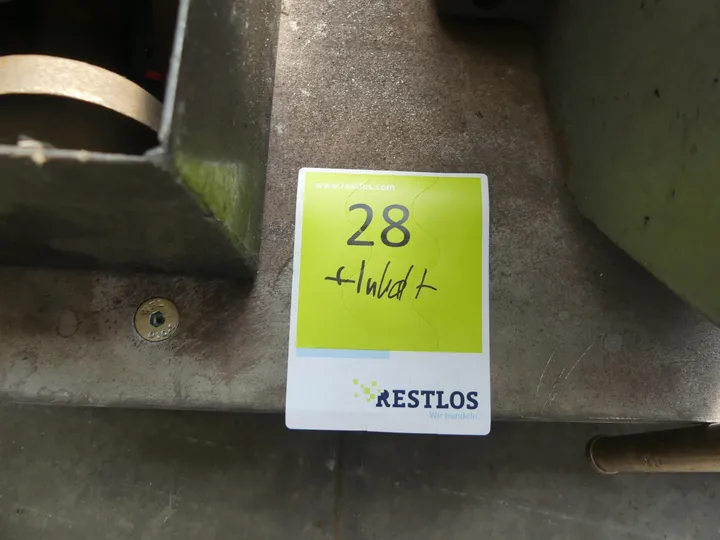 www.restlos.com
28
+Inhalt
RESTLOS
Wir handeln.